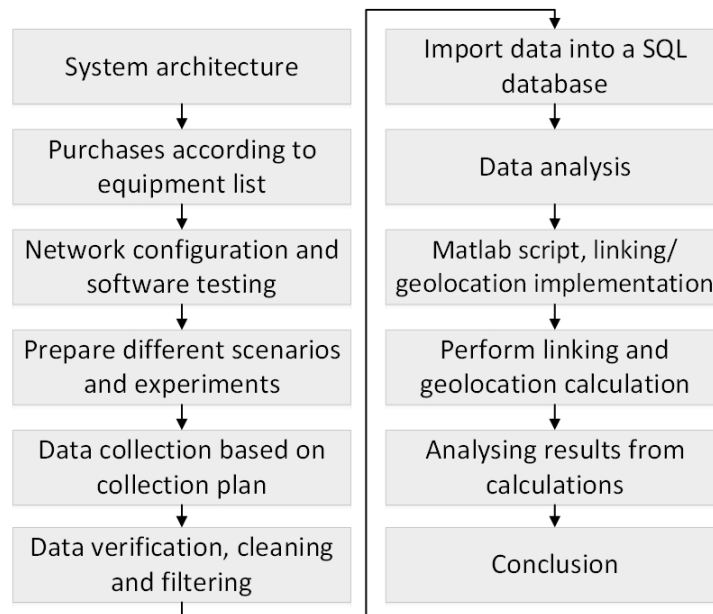 System architecture
Purchases according to
equipment list
Network configuration and
software testing
Prepare different scenarios
and experiments
Data collection based on
collection plan
Data verification, cleaning
and filtering
Import data into a SQL
database
Data analysis
Matlab script, linking/
geolocation implementation
Perform linking and
geolocation calculation
Analysing results from
calculations
Conclusion